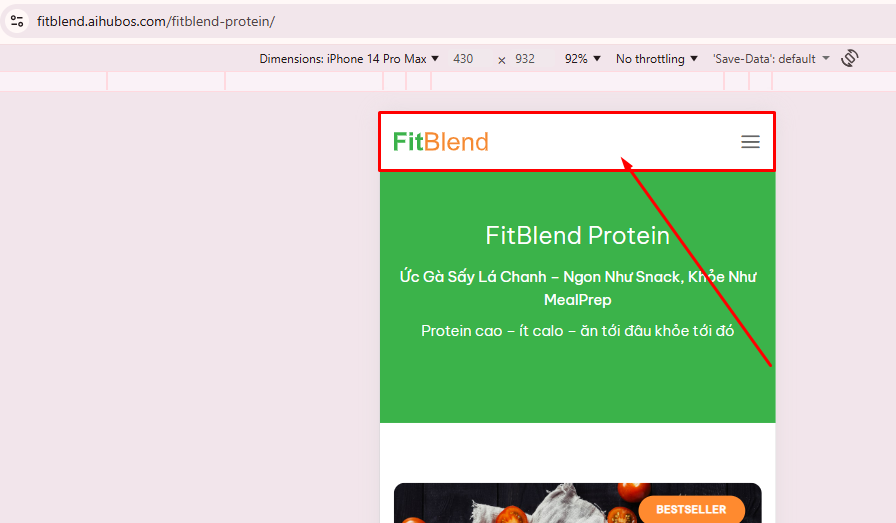 fitblend.aihubos.com/fitblend-protein/
Dimensions: iPhone 14 Pro Max ▼ 430 × 932 92% ▼ No throttling ▼ 'Save-Data': default ▼
FitBlend
FitBlend Protein
Ức Gà Sấy Lá Chanh – Ngon Như Snack, Khỏe Như
MealPrep
Protein cao – ít calo – ăn tới đâu khỏe tới đó
BESTSELLER